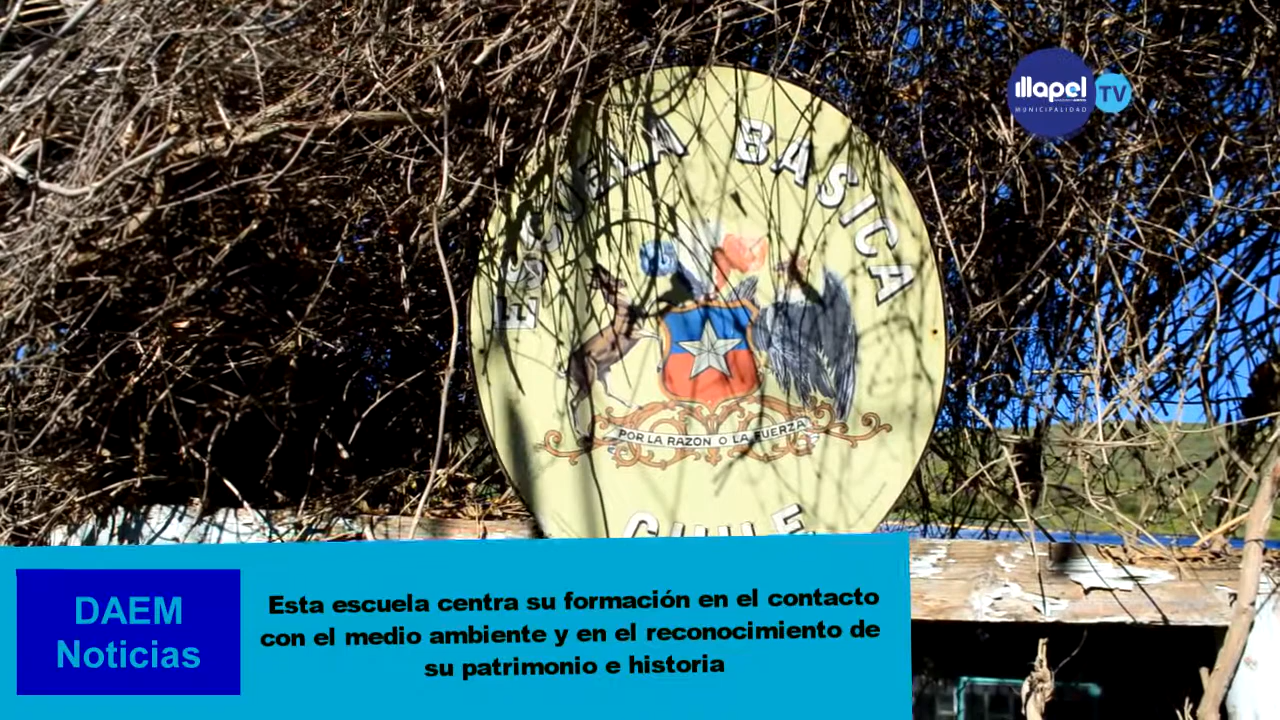 illapel TV
MUNICIPALIDAD
ESCUELA BASICA
POR LA RAZON O LA FUERZA
CHILE
DAEM
Noticias
Esta escuela centra su formación en el contacto
con el medio ambiente y en el reconocimiento de
su patrimonio e historia